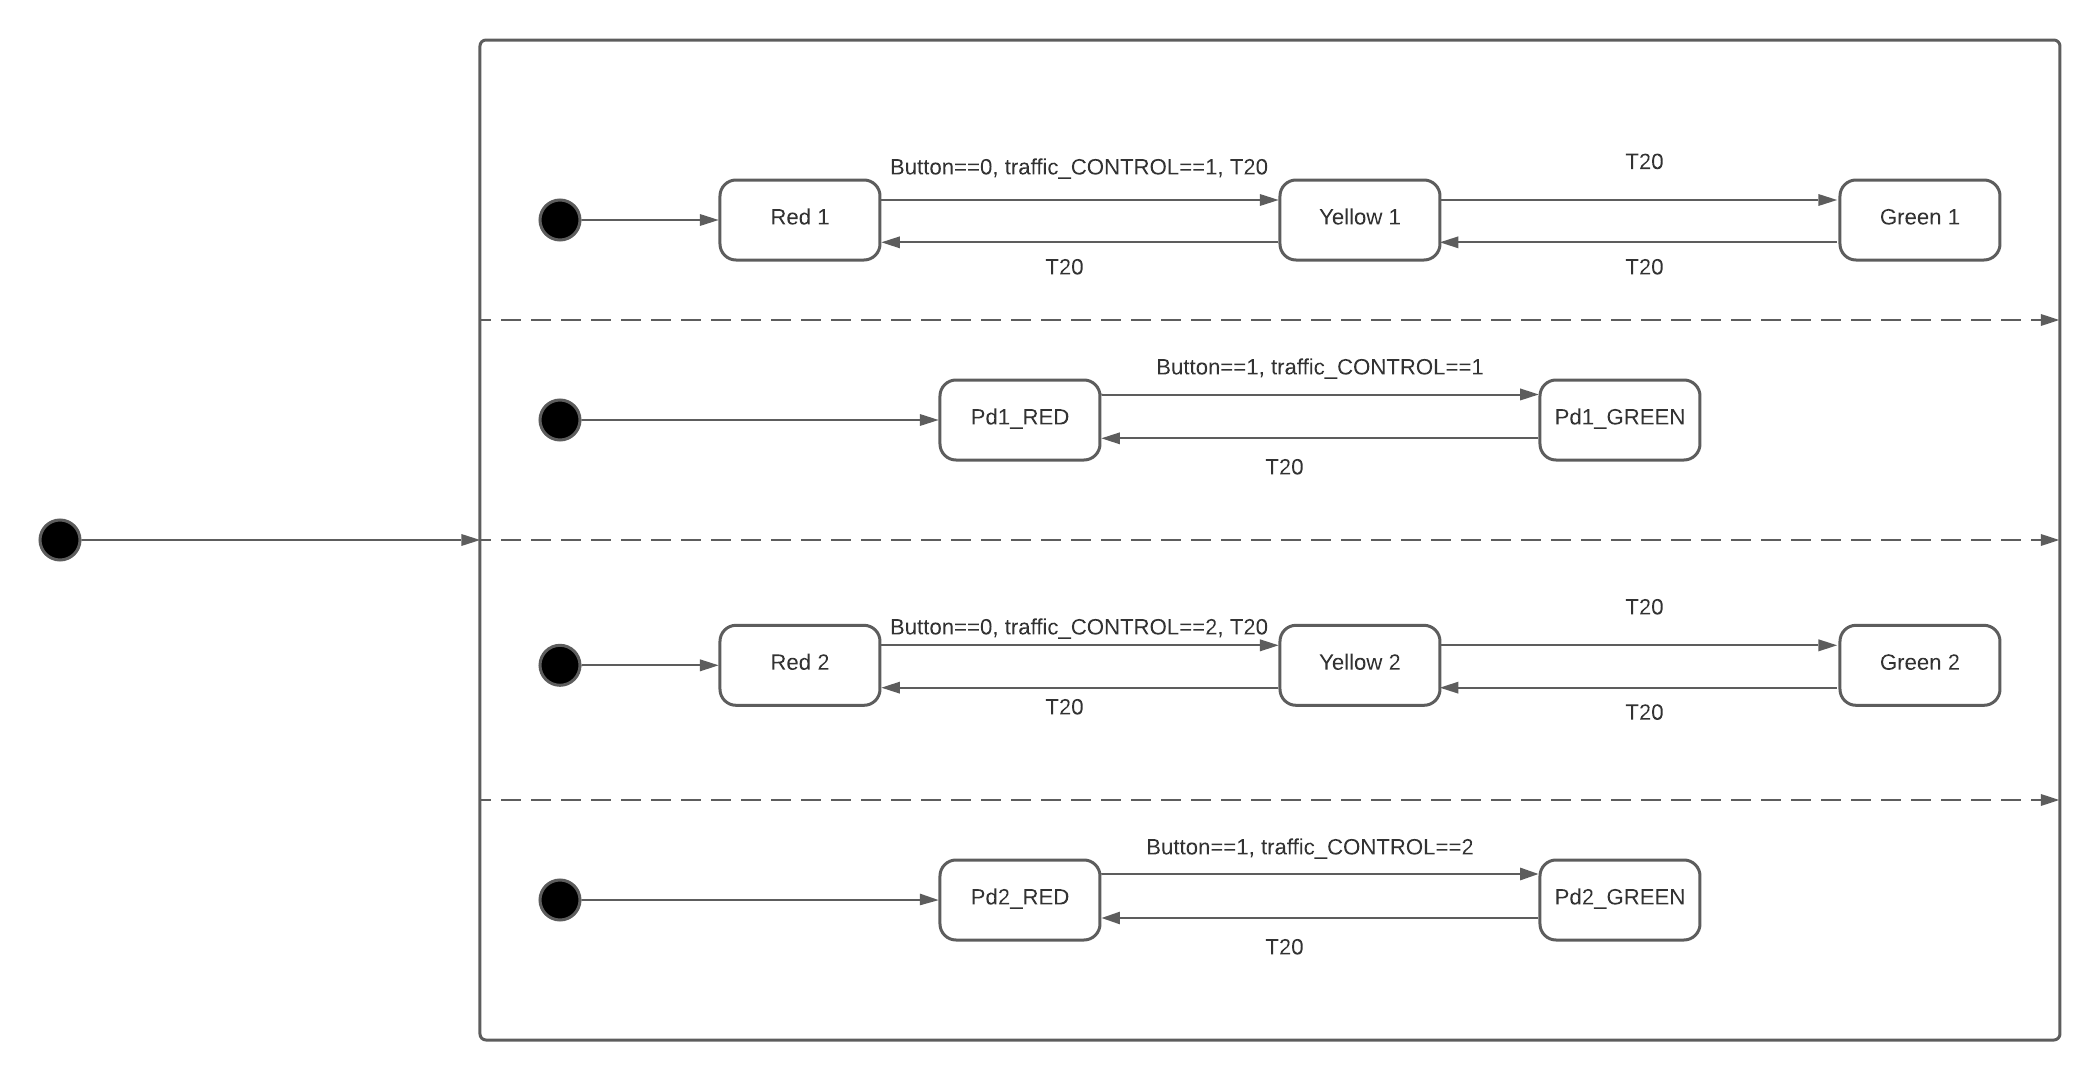 Button==0, traffic_CONTROL==1, T20
T20
Red 1
Yellow 1
Green 1
T20
T20
Button==1, traffic_CONTROL==1
Pd1_RED
Pd1_GREEN
T20
Button==0, traffic_CONTROL==2, T20
T20
Red 2
Yellow 2
Green 2
T20
T20
Button==1, traffic_CONTROL==2
Pd2_RED
Pd2_GREEN
T20